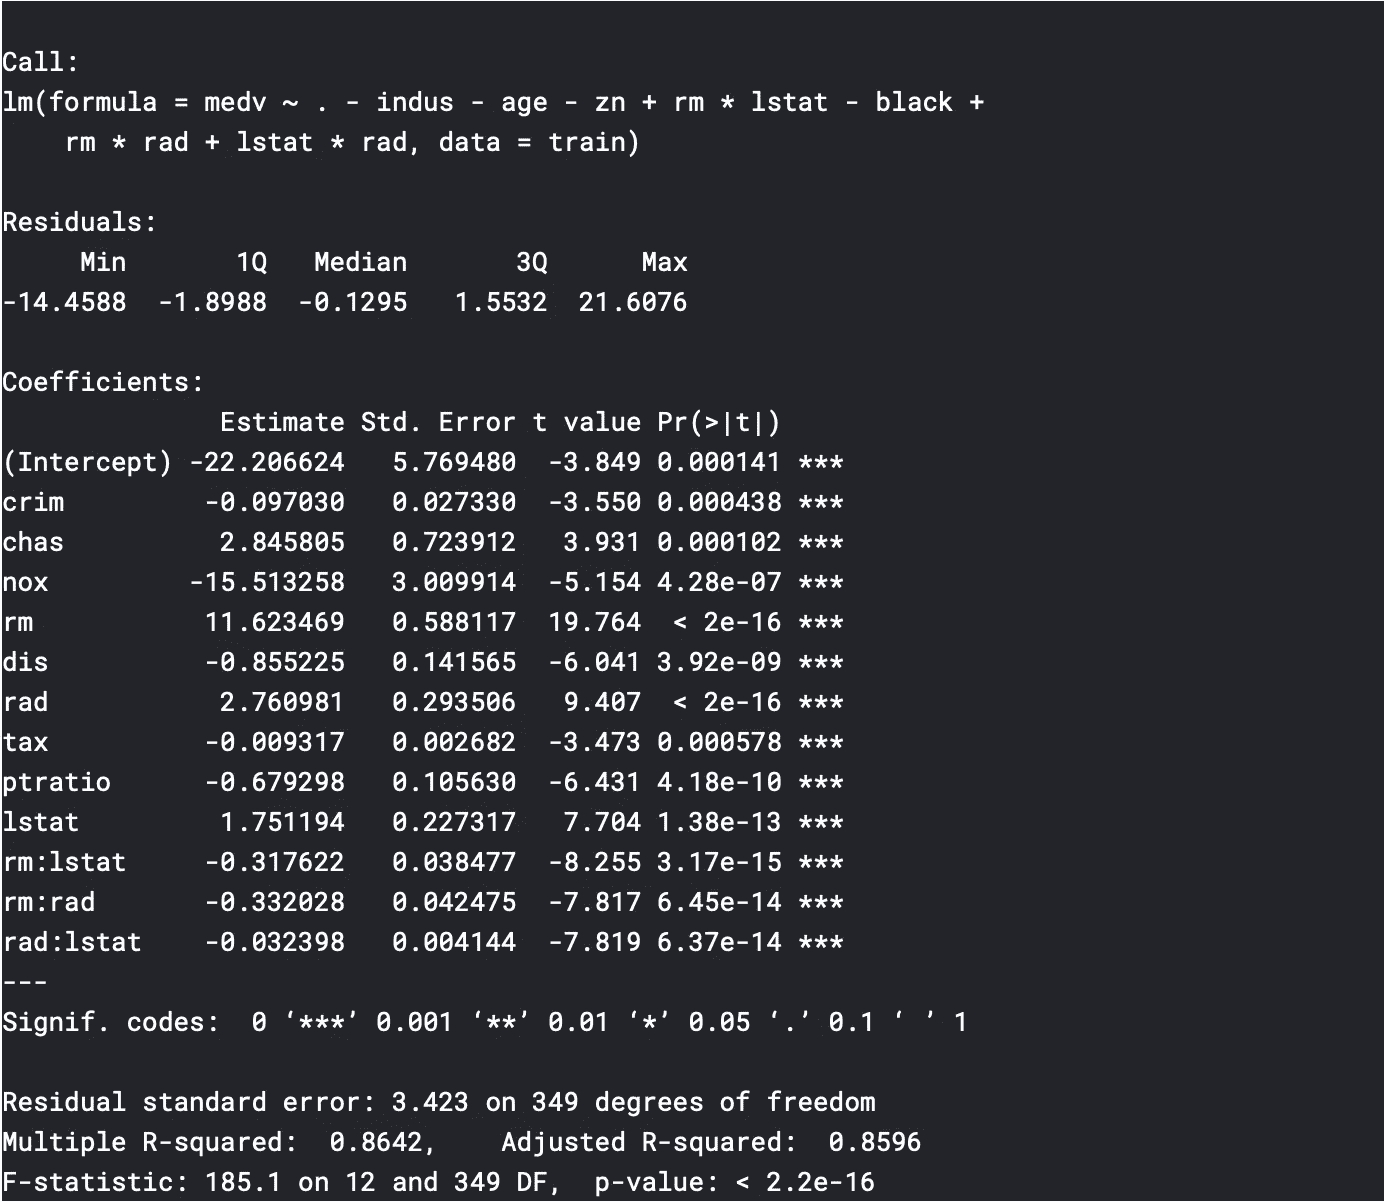 Call:
lm(formula = medv ~ . - indus - age - zn + rm * lstat - black +
    rm * rad + lstat * rad, data = train)
Residuals:
     Min       1Q   Median       3Q      Max
-14.4588  -1.8988  -0.1295   1.5532  21.6076
Coefficients:
              Estimate Std. Error t value Pr(>|t|)
(Intercept) -22.206624   5.769480  -3.849 0.000141 ***
crim         -0.097030   0.027330  -3.550 0.000438 ***
chas          2.845805   0.723912   3.931 0.000102 ***
nox         -15.513258   3.009914  -5.154 4.28e-07 ***
rm           11.623469   0.588117  19.764  < 2e-16 ***
dis          -0.855225   0.141565  -6.041 3.92e-09 ***
rad           2.760981   0.293506   9.407  < 2e-16 ***
tax          -0.009317   0.002682  -3.473 0.000578 ***
ptratio      -0.679298   0.105630  -6.431 4.18e-10 ***
lstat         1.751194   0.227317   7.704 1.38e-13 ***
rm:lstat     -0.317622   0.038477  -8.255 3.17e-15 ***
rm:rad       -0.332028   0.042475  -7.817 6.45e-14 ***
rad:lstat    -0.032398   0.004144  -7.819 6.37e-14 ***
---
Signif. codes:  0 ‘***’ 0.001 ‘**’ 0.01 ‘*’ 0.05 ‘.’ 0.1 ‘ ’ 1
Residual standard error: 3.423 on 349 degrees of freedom
Multiple R-squared:  0.8642,    Adjusted R-squared:  0.8596
F-statistic: 185.1 on 12 and 349 DF,  p-value: < 2.2e-16